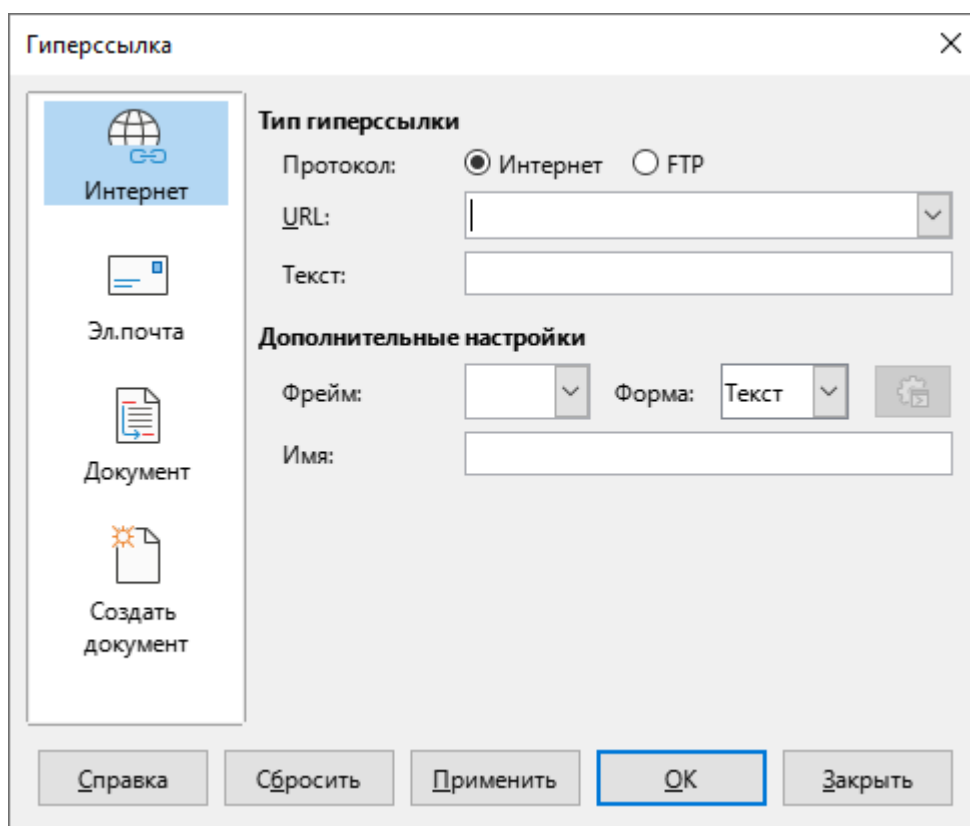 Гиперссылка
Интернет
Эл.почта
Документ
Создать
документ
Тип гиперссылки
Протокол: Интернет FTP
URL:
Текст:
Дополнительные настройки
Фрейм: Форма: Текст
Имя:
Справка Сбросить Применить OK Закрыть